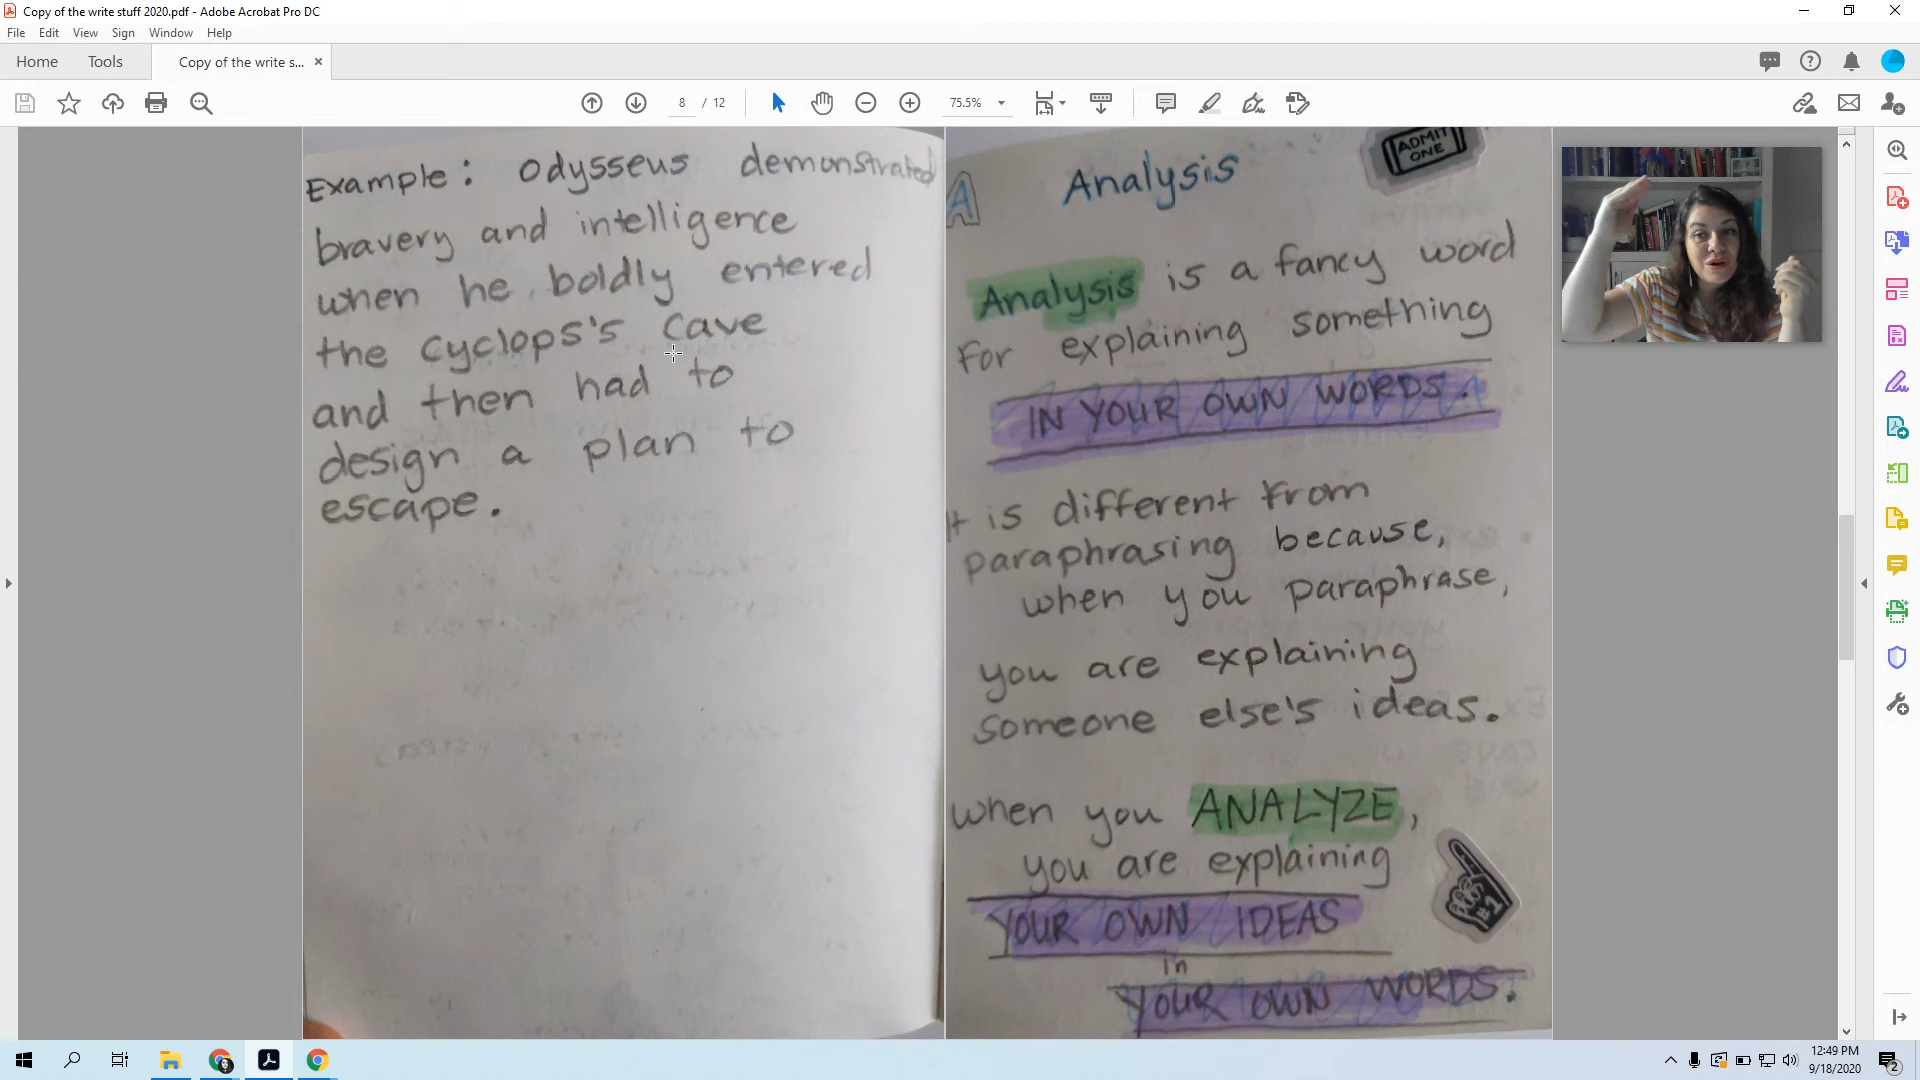 Copy of the write stuff 2020.pdf - Adobe Acrobat Pro DC
File Edit View Sign Window Help
Home Tools Copy of the write s...
8 / 12 75.5%
Example: Odysseus demonstrated
bravery and intelligence
when he boldly entered
the cyclops's cave
and then had to
design a plan to
escape.
ADMIT
ONE
A Analysis
Analysis is a fancy word
for explaining something
IN YOUR OWN WORDS.
It is different from
paraphrasing because,
when you paraphrase,
you are explaining
someone else's ideas.
When you ANALYZE,
you are explaining
YOUR OWN IDEAS
in
YOUR OWN WORDS.
#1
12:49 PM
9/18/2020
2